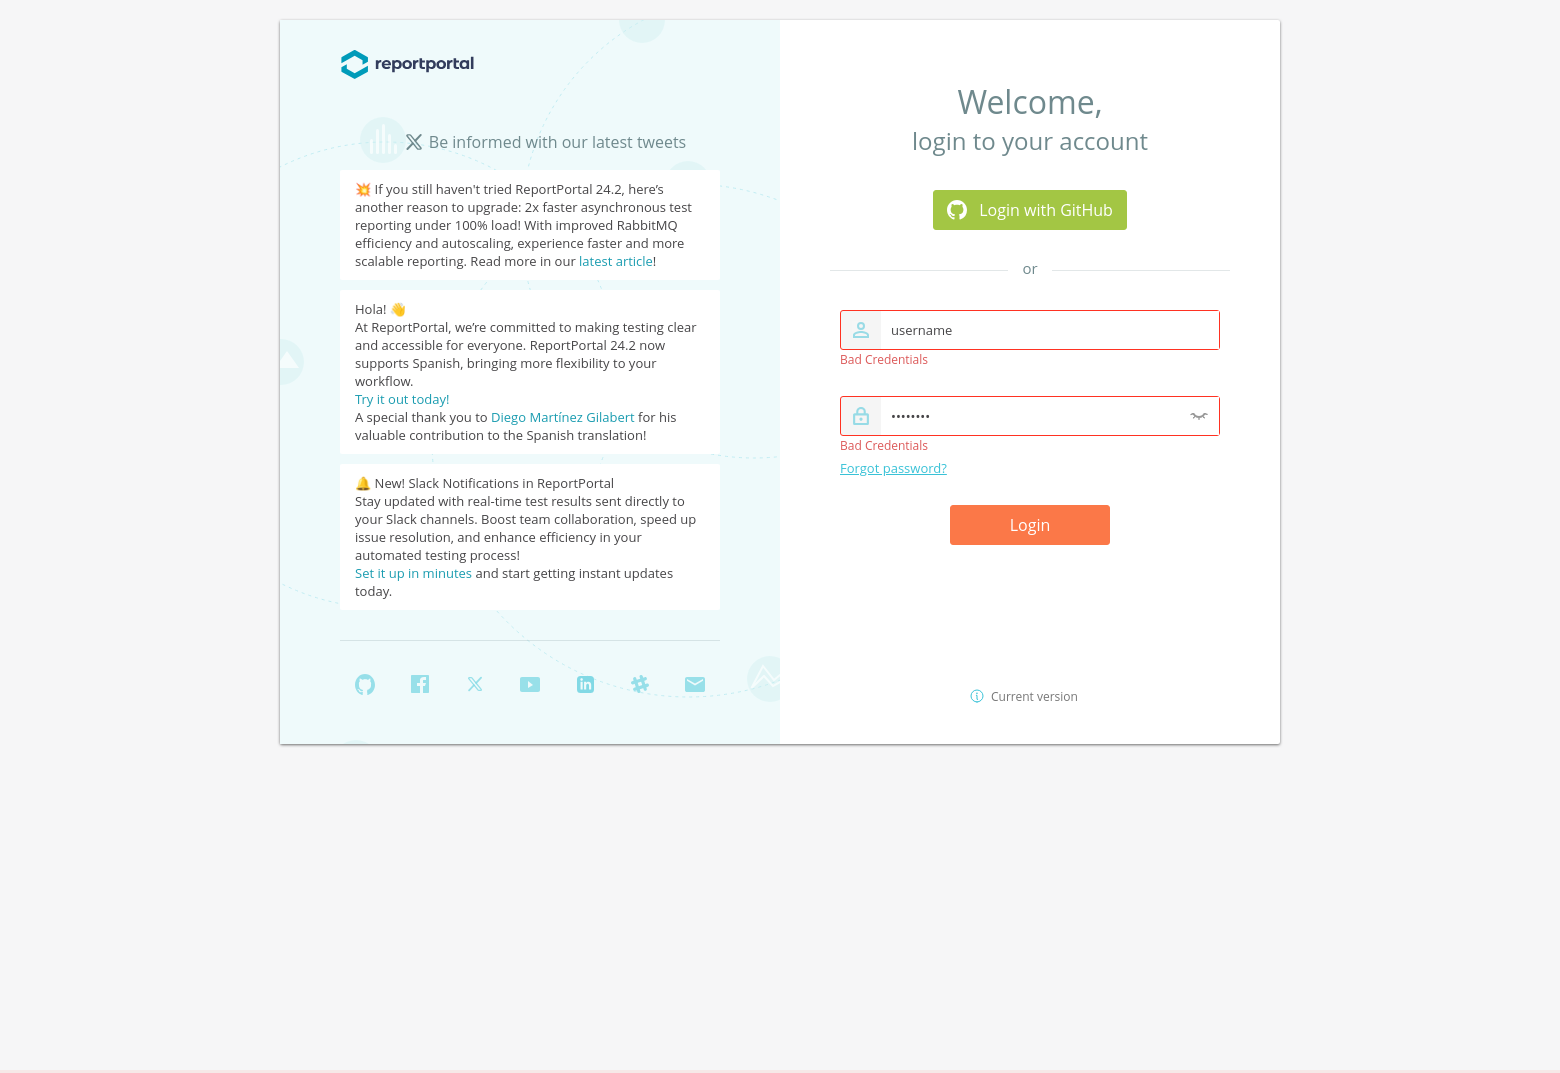 reportportal
Be informed with our latest tweets
💥 If you still haven't tried ReportPortal 24.2, here’s
another reason to upgrade: 2x faster asynchronous test
reporting under 100% load! With improved RabbitMQ
efficiency and autoscaling, experience faster and more
scalable reporting. Read more in our latest article!
Hola! 👋
At ReportPortal, we’re committed to making testing clear
and accessible for everyone. ReportPortal 24.2 now
supports Spanish, bringing more flexibility to your
workflow.
Try it out today!
A special thank you to Diego Martínez Gilabert for his
valuable contribution to the Spanish translation!
🔔 New! Slack Notifications in ReportPortal
Stay updated with real-time test results sent directly to
your Slack channels. Boost team collaboration, speed up
issue resolution, and enhance efficiency in your
automated testing process!
Set it up in minutes and start getting instant updates
today.
Welcome,
login to your account
Login with GitHub
or
username
Bad Credentials
••••••••
Bad Credentials
Forgot password?
Login
Current version